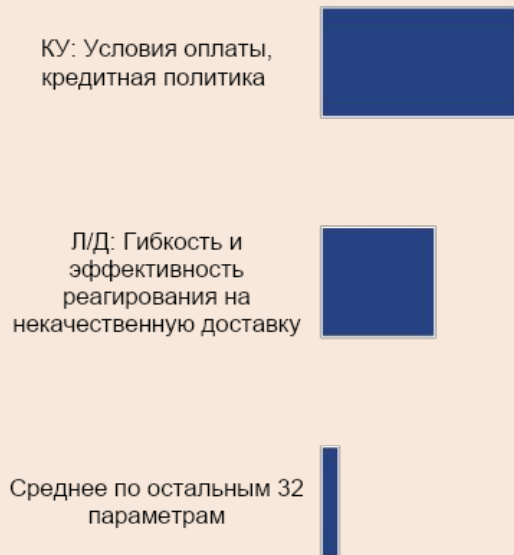 КУ: Условия оплаты,
кредитная политика
Л/Д: Гибкость и
эффективность
реагирования на
некачественную доставку
Среднее по остальным 32
параметрам